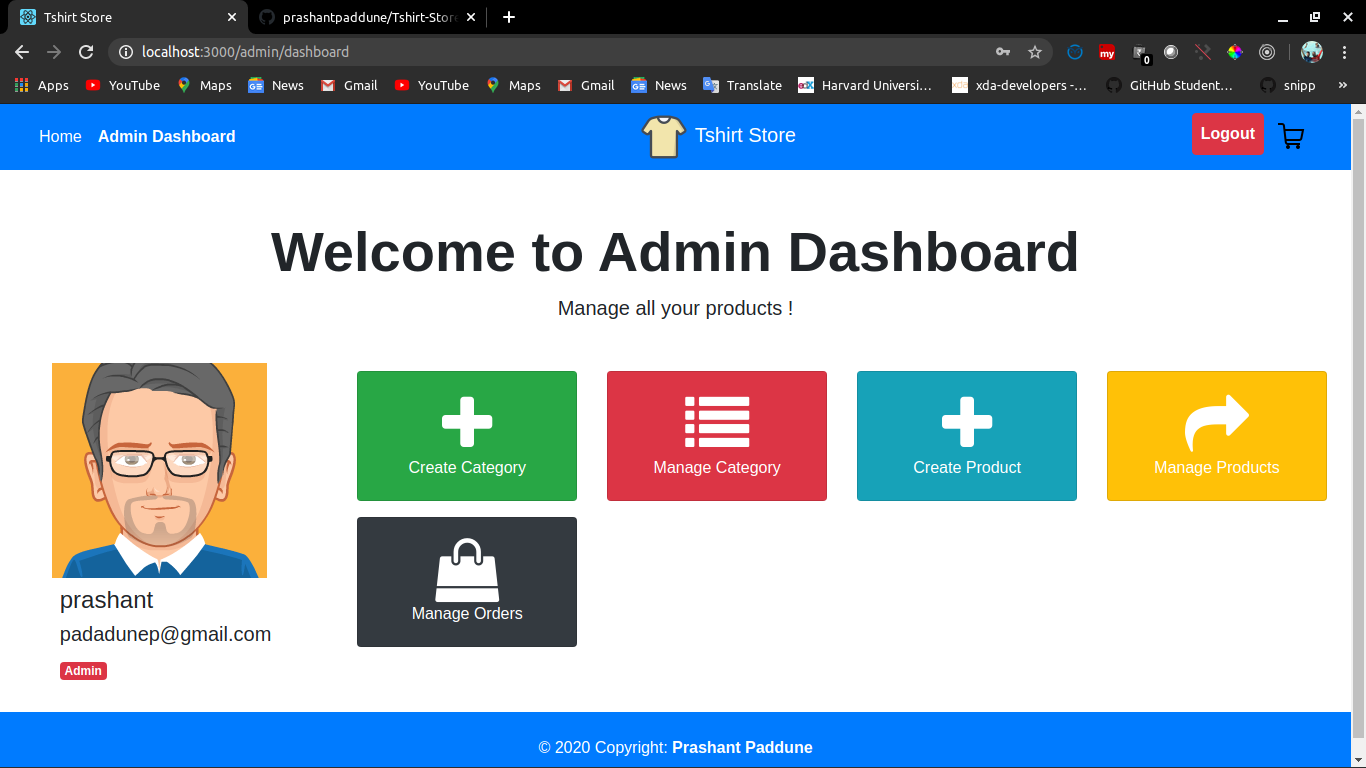 Tshirt Store
prashantpaddune/Tshirt-Store
localhost:3000/admin/dashboard
my
0
Apps YouTube Maps News Gmail YouTube Maps Gmail News Translate Harvard Universi... xda-developers -... GitHub Student... snipp »
Home Admin Dashboard Tshirt Store Logout
Welcome to Admin Dashboard
Manage all your products !
Create Category Manage Category Create Product Manage Products
Manage Orders
prashant
padadunep@gmail.com
Admin
© 2020 Copyright: Prashant Paddune